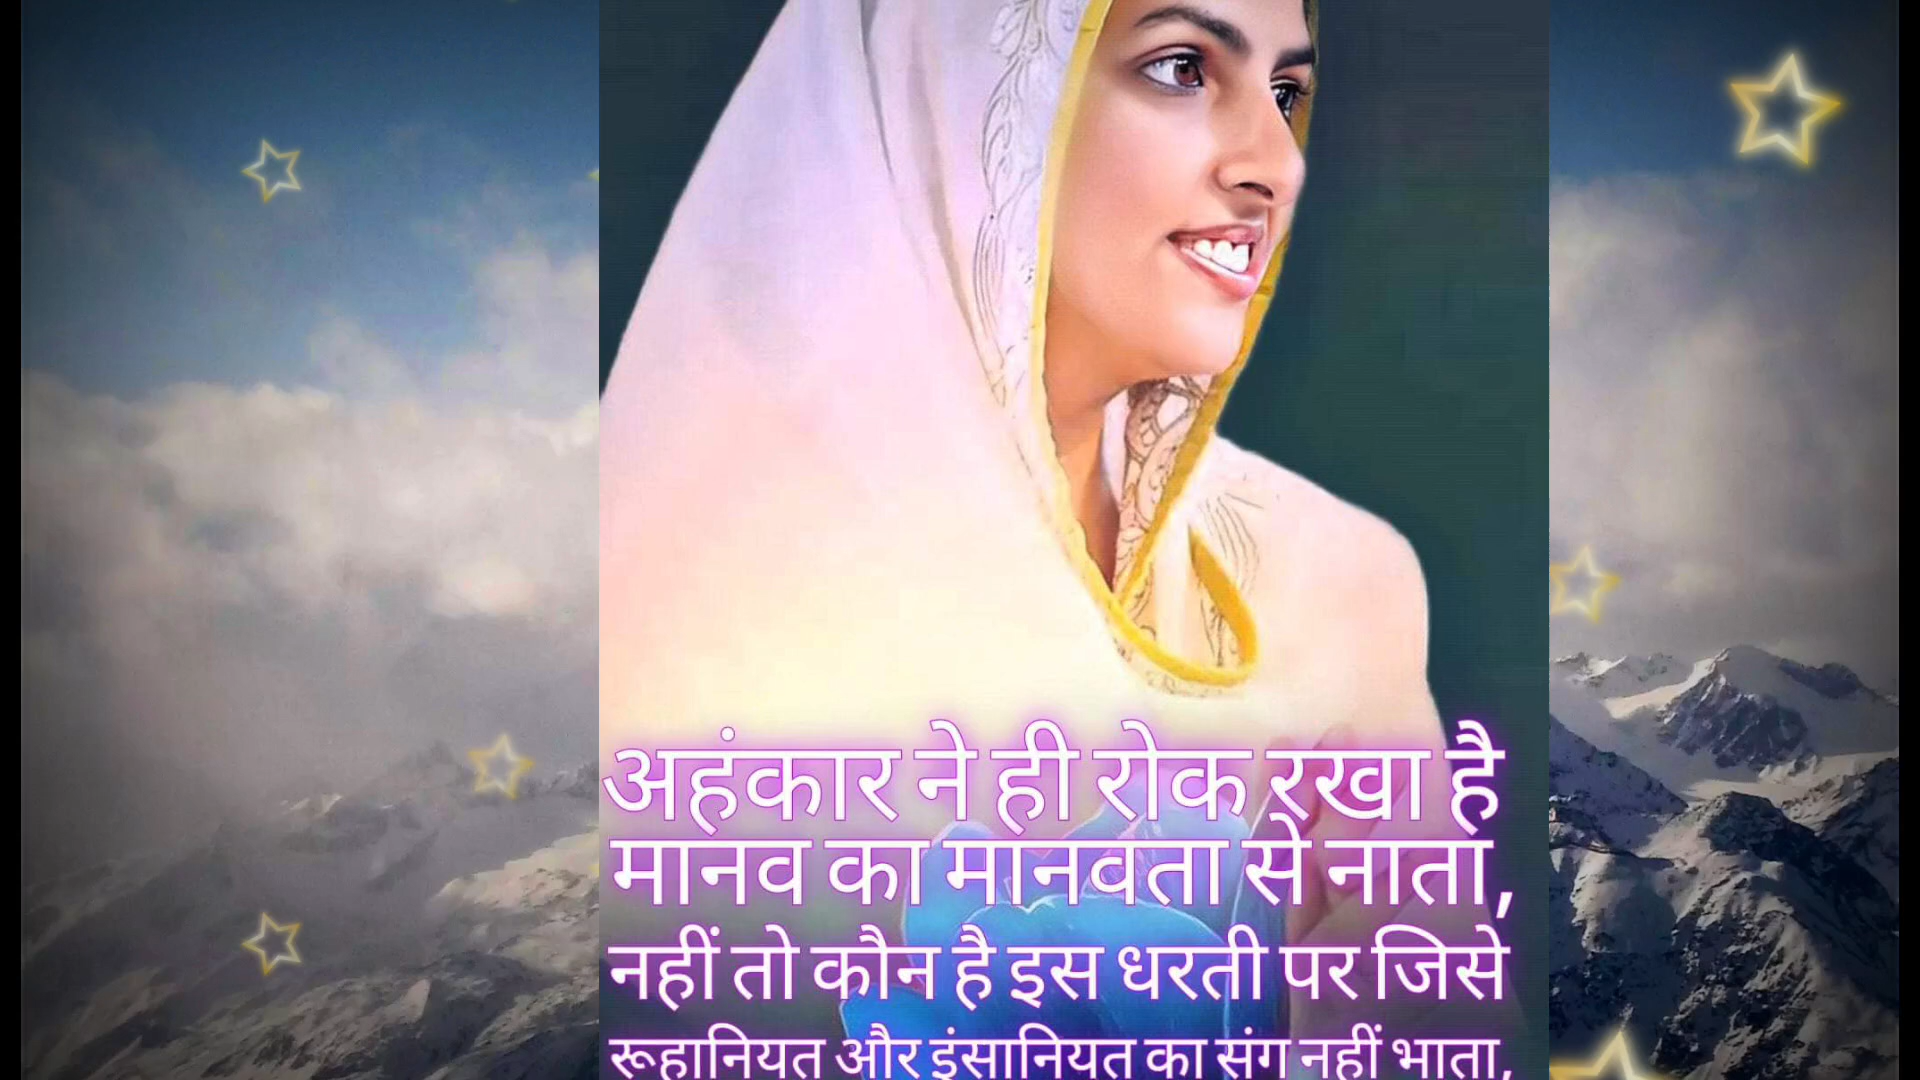 अहंकार ने ही रोक रखा है
मानव का मानवता से नाता,
नहीं तो कौन है इस धरती पर जिसे
रूहानियत और इंसानियत का संग नहीं भाता,